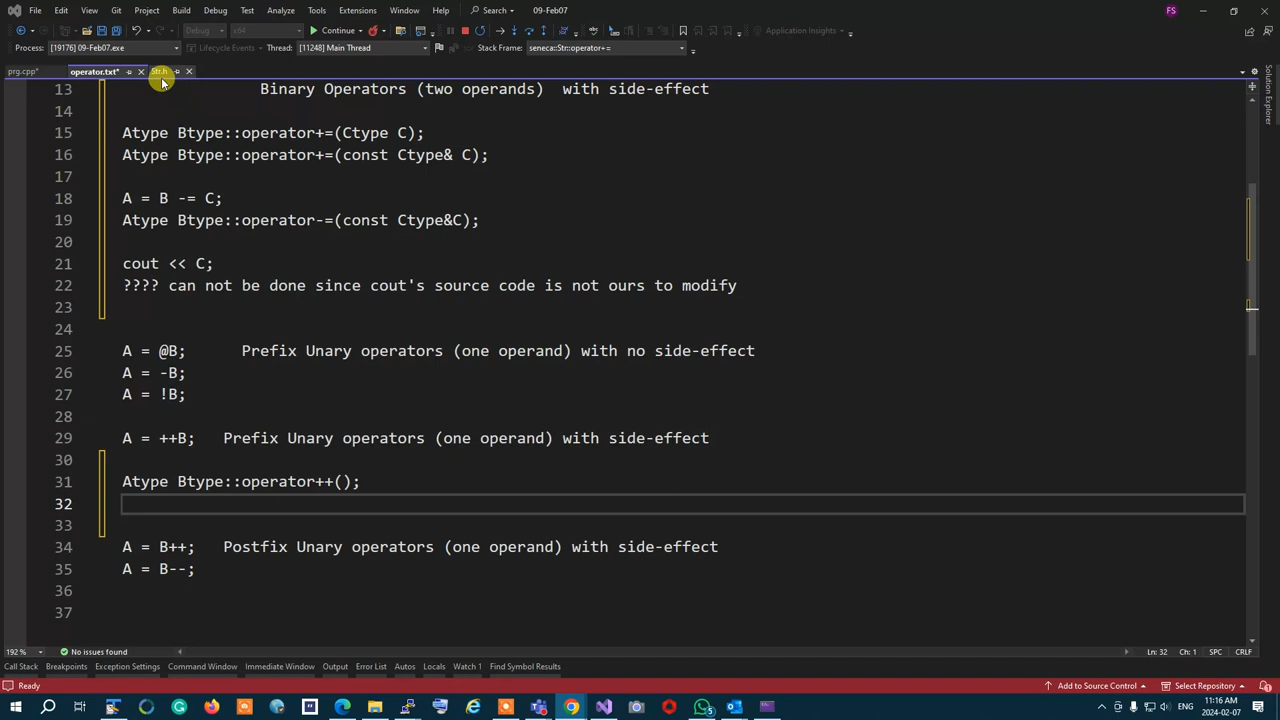 File Edit View Git Project Build Debug Test Analyze Tools Extensions Window Help Search 09-Feb07 FS
Debug x64 Continue Application Insights
Process: [19176] 09-Feb07.exe Lifecycle Events Thread: [11248] Main Thread Stack Frame: seneca::Str::operator+=
prg.cpp* operator.txt* Str.h
Solution Explorer
13 Binary Operators (two operands) with side-effect
14
15 Atype Btype::operator+=(Ctype C);
16 Atype Btype::operator+=(const Ctype& C);
17
18 A = B -= C;
19 Atype Btype::operator-=(const Ctype&C);
20
21 cout << C;
22 ???? can not be done since cout's source code is not ours to modify
23
24
25 A = @B; Prefix Unary operators (one operand) with no side-effect
26 A = -B;
27 A = !B;
28
29 A = ++B; Prefix Unary operators (one operand) with side-effect
30
31 Atype Btype::operator++();
32
33
34 A = B++; Postfix Unary operators (one operand) with side-effect
35 A = B--;
36
37
192 % No issues found Ln: 32 Ch: 1 SPC CRLF
Call Stack Breakpoints Exception Settings Command Window Immediate Window Output Error List Autos Locals Watch 1 Find Symbol Results
Ready Add to Source Control Select Repository
ENG 11:16 AM
2024-02-07